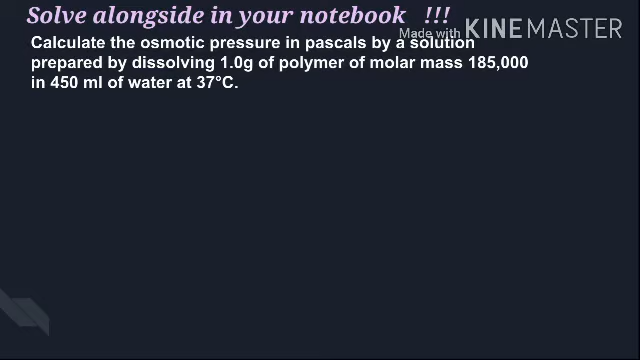 Solve alongside in your notebook !!!
Made with KINEMASTER
Calculate the osmotic pressure in pascals by a solution
prepared by dissolving 1.0g of polymer of molar mass 185,000
in 450 ml of water at 37°C.